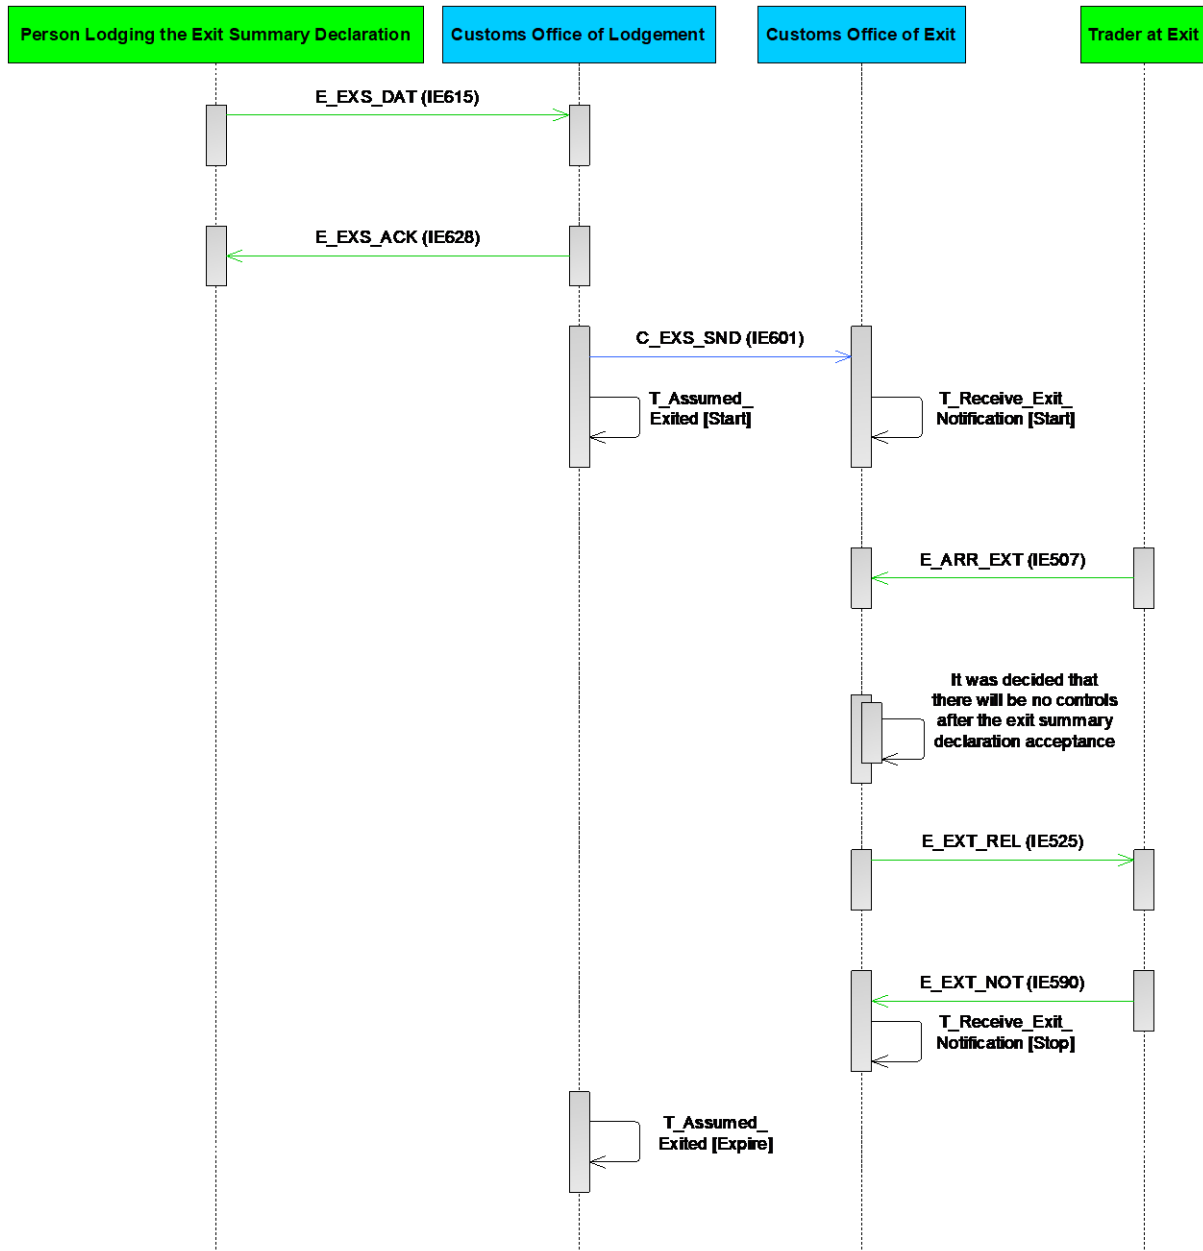 Person Lodging the Exit Summary Declaration
Customs Office of Lodgement
Customs Office of Exit
Trader at Exit
E_EXS_DAT (IE615)
E_EXS_ACK (IE628)
C_EXS_SND (IE601)
T_Assumed_
Exited [Start]
T_Receive_Exit_
Notification [Start]
E_ARR_EXT (IE507)
It was decided that
there will be no controls
after the exit summary
declaration acceptance
E_EXT_REL (IE525)
E_EXT_NOT (IE590)
T_Receive_Exit_
Notification [Stop]
T_Assumed_
Exited [Expire]